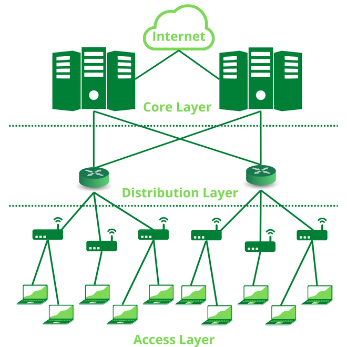 Internet
Core Layer
Distribution Layer
Access Layer